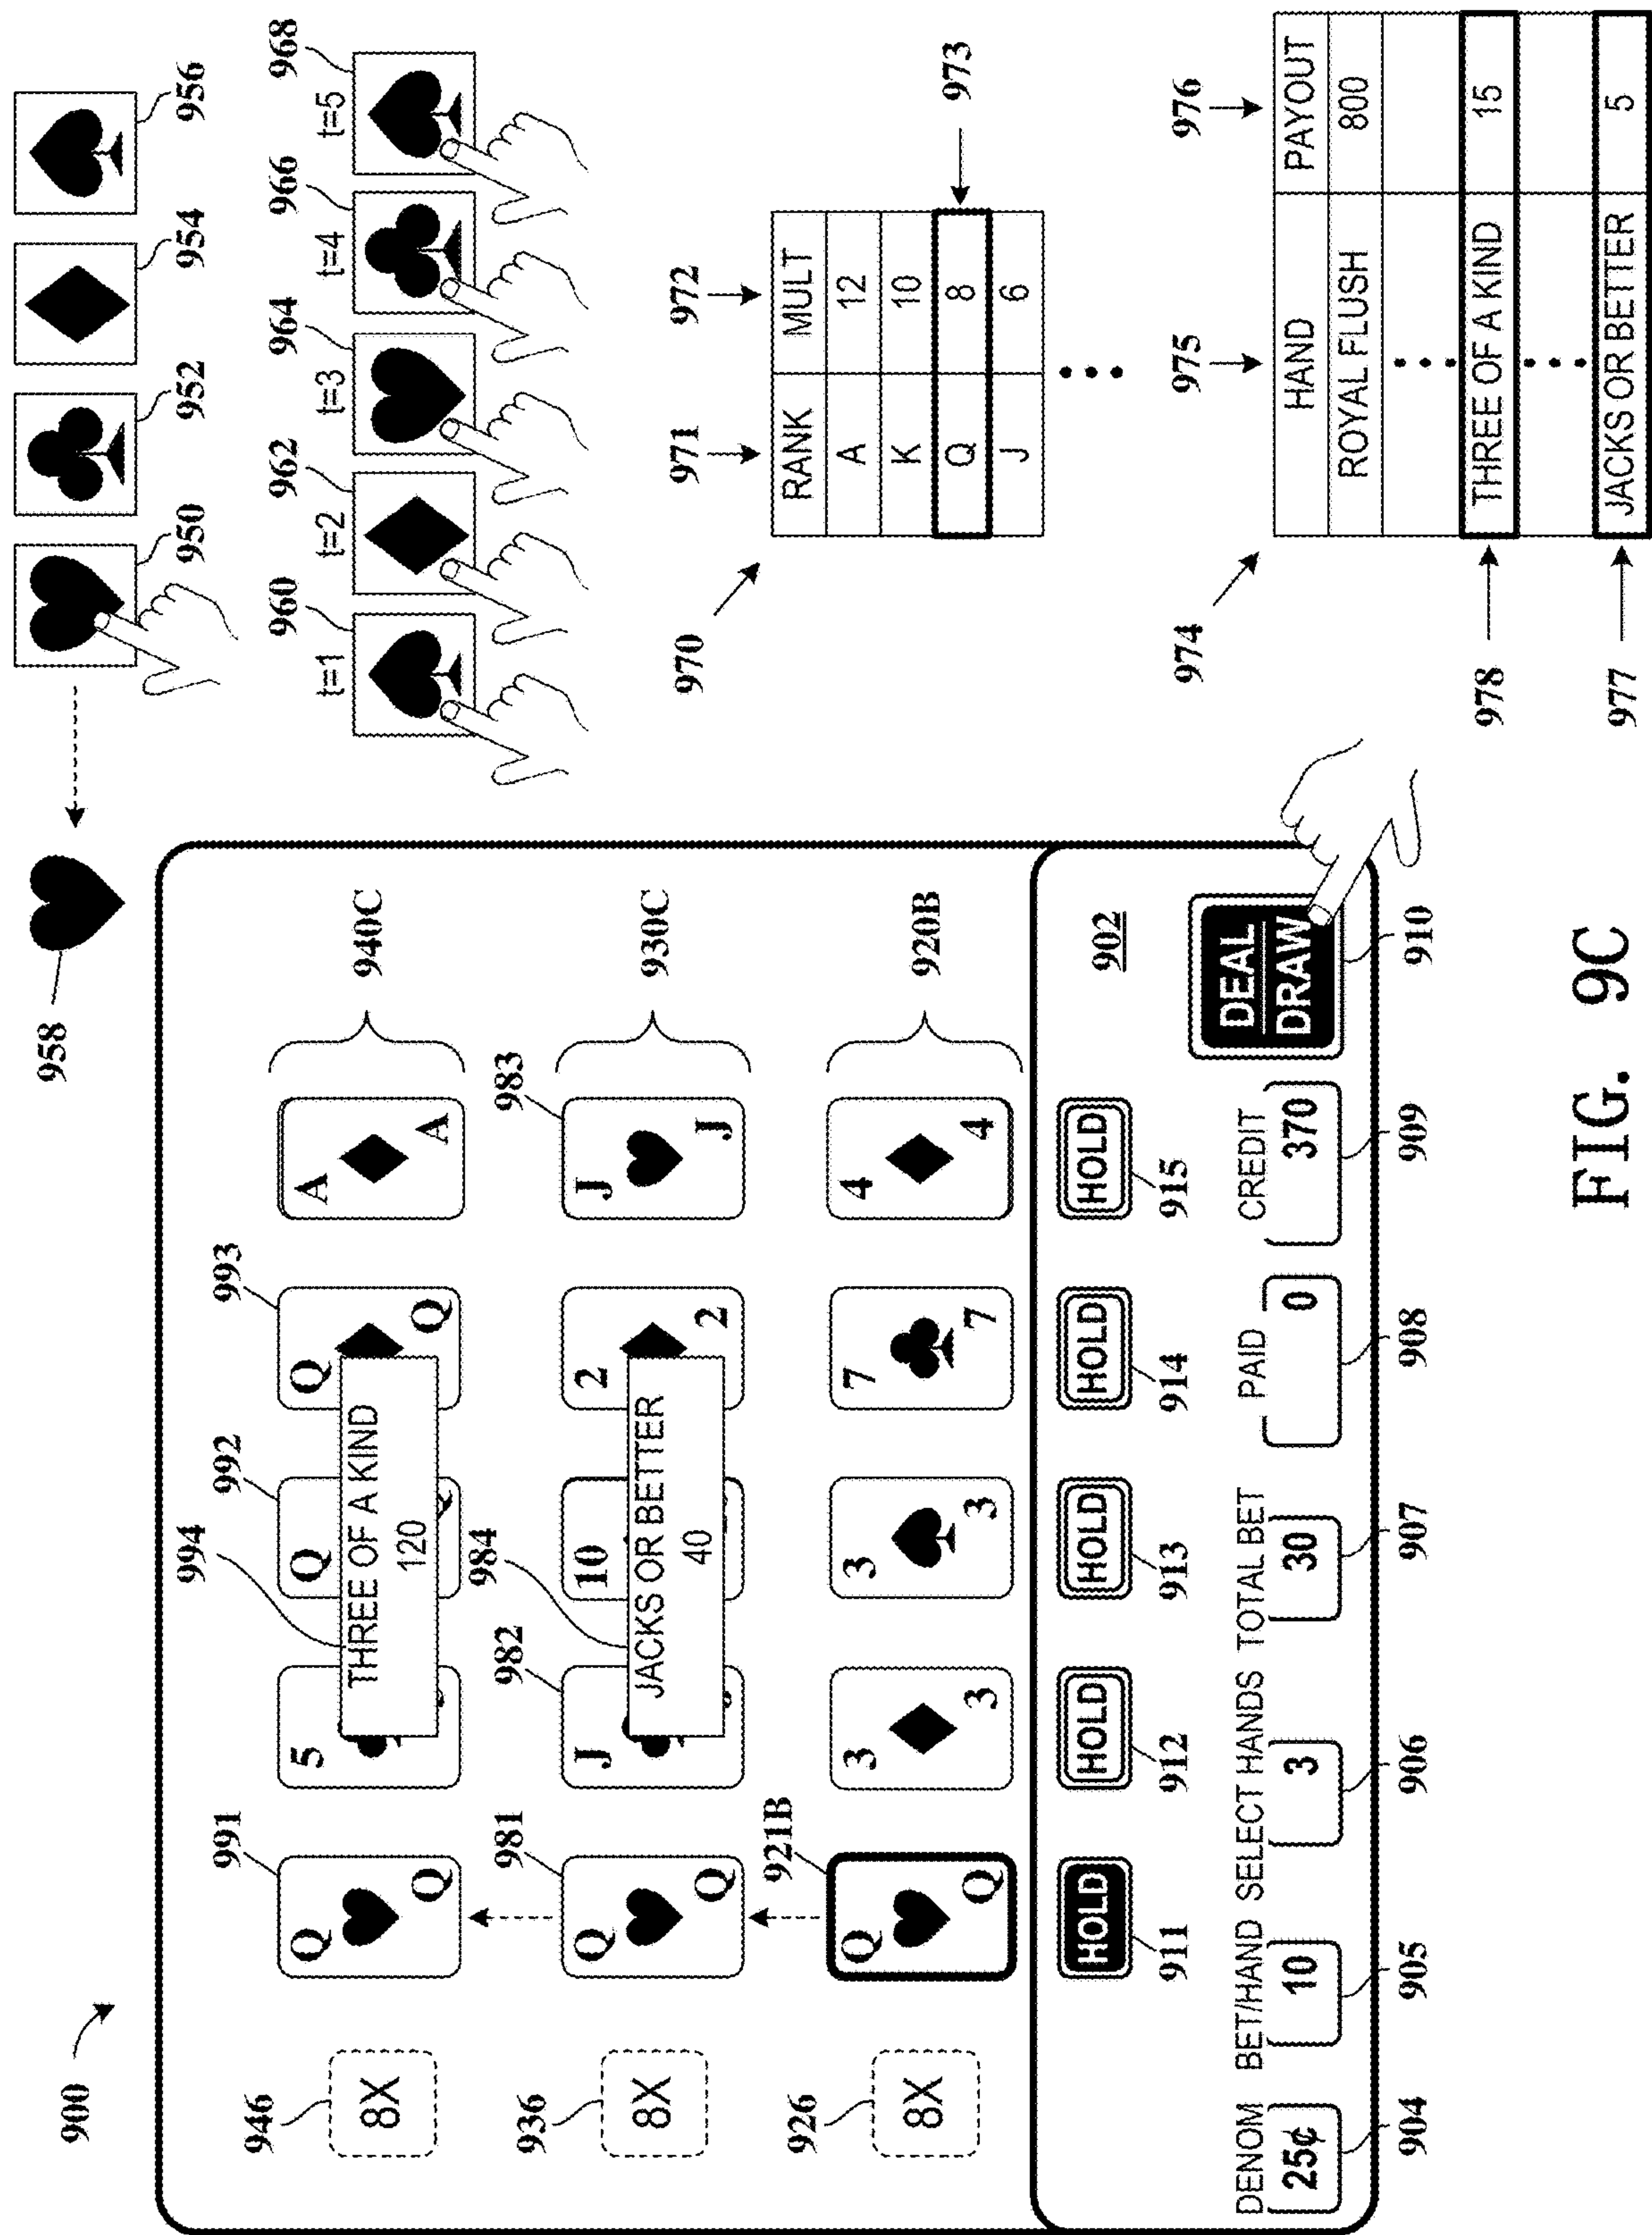 900
958
950
952
954
956
960
962
964
966
968
t=1
t=2
t=3
t=4
t=5
946
8X
991
Q
Q
5
994
THREE OF A KIND
120
992
Q
993
Q
Q
A
A
940C
936
8X
981
Q
Q
982
J
984
JACKS OR BETTER
40
10
2
2
983
J
J
930C
926
8X
921B
Q
Q
3
3
3
3
7
7
4
4
920B
HOLD
HOLD
HOLD
HOLD
HOLD
902
911
912
913
914
915
DENOM
BET/HAND
SELECT HANDS
TOTAL BET
PAID
CREDIT
25¢
10
3
30
0
370
DEAL
DRAW
904
905
906
907
908
909
910
970
971
972
RANK MULT
A 12
K 10
Q 8
J 6
973
974
975
976
HAND PAYOUT
ROYAL FLUSH 800
THREE OF A KIND 15
JACKS OR BETTER 5
978
977
FIG. 9C